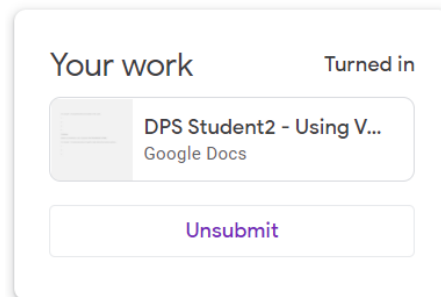 Your work
Turned in
DPS Student2 - Using V...
Google Docs
Unsubmit